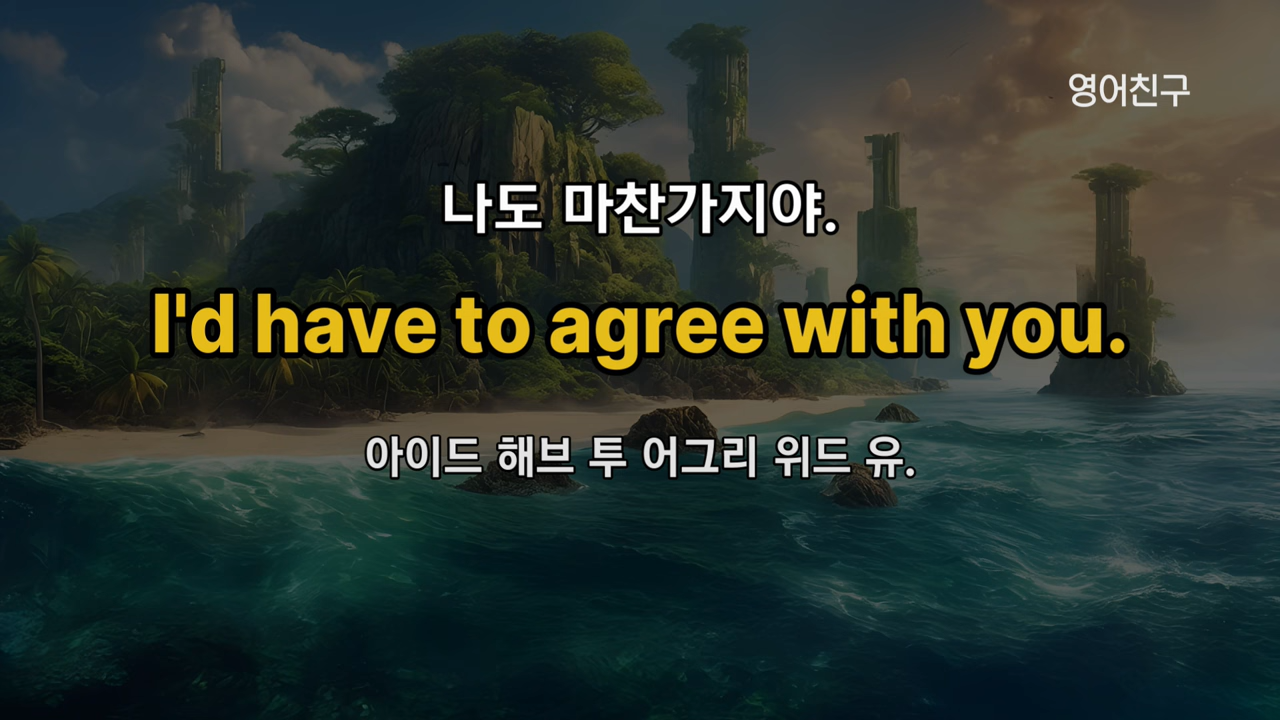 영어친구
나도 마찬가지야.
I'd have to agree with you.
아이드 해브 투 어그리 위드 유.